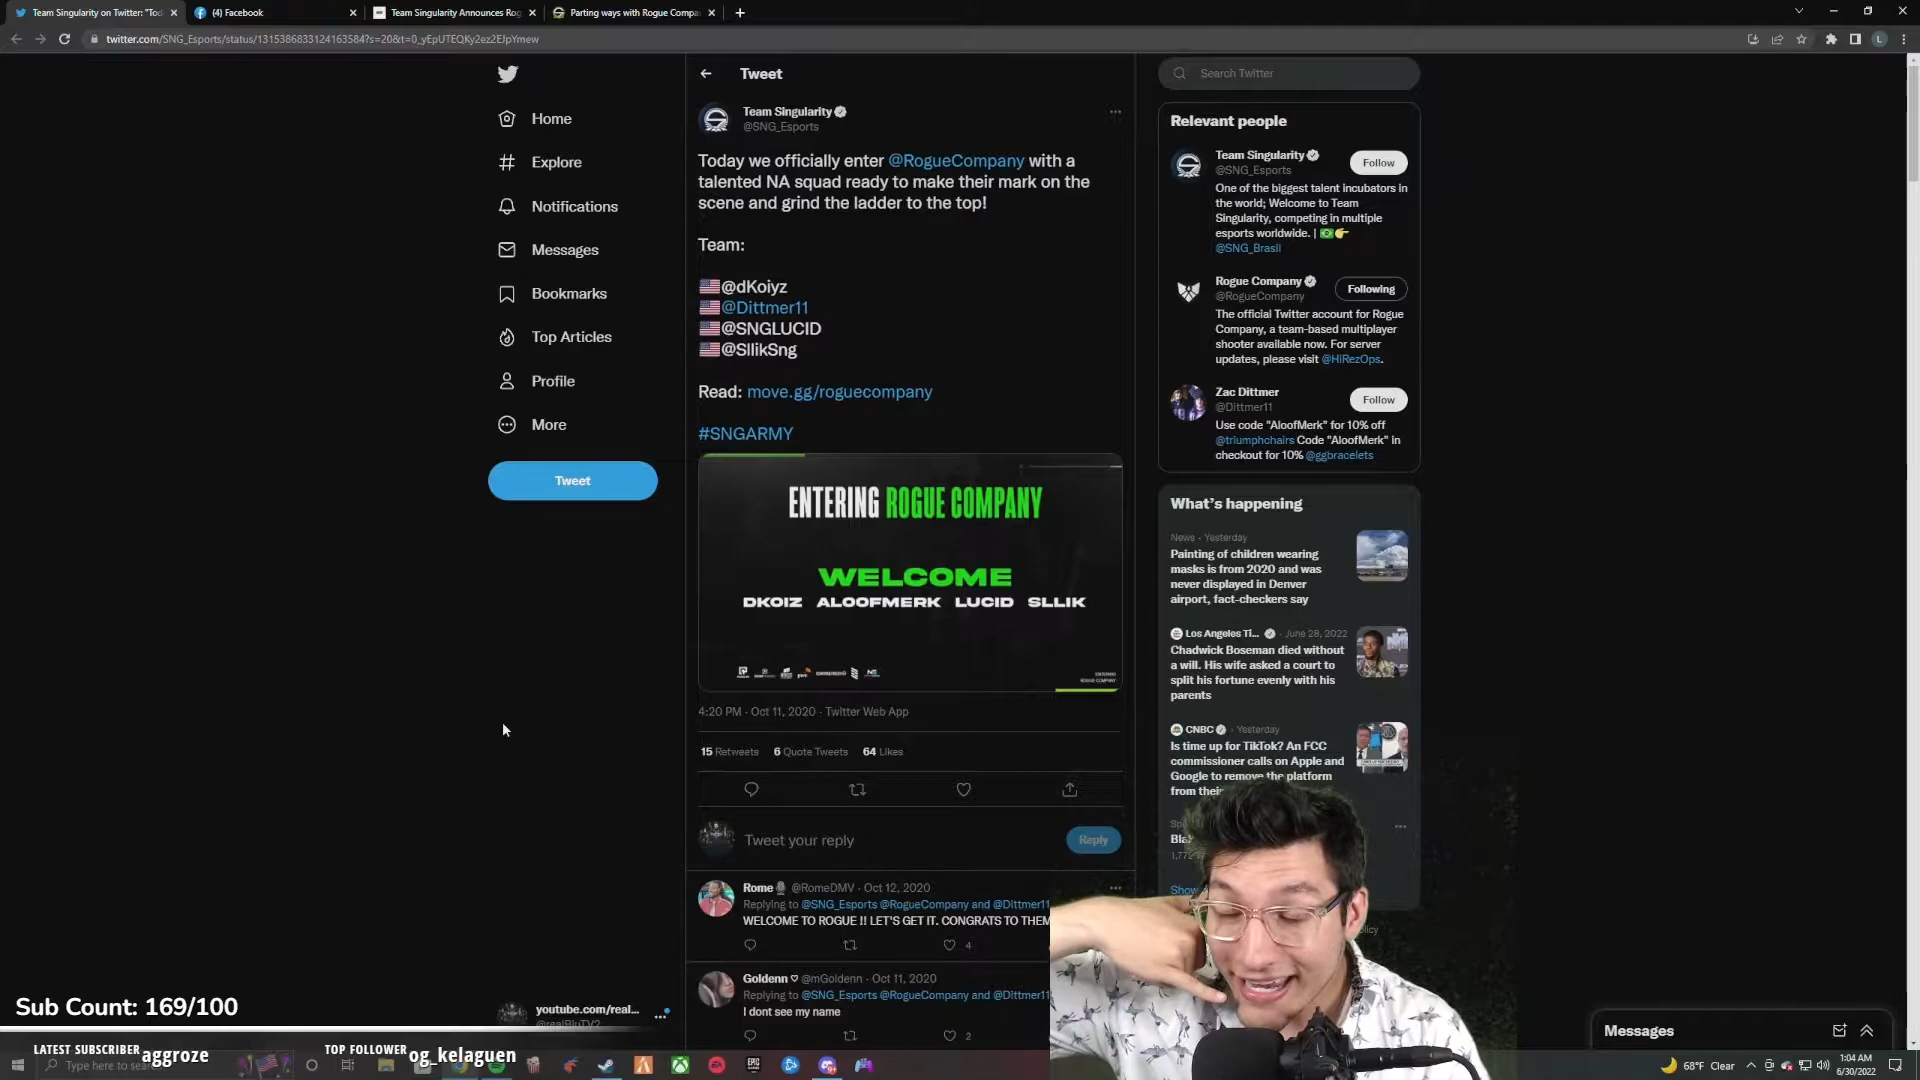 Team Singularity on Twitter: "Tod
(4) Facebook
Team Singularity Announces Rog
Parting ways with Rogue Compa
twitter.com/SNG_Esports/status/1315386833124163584?s=20&t=0_yEpUTEQKy2ez2EJpYmew
L
Home
Explore
Notifications
Messages
Bookmarks
Top Articles
Profile
More
Tweet
Tweet
Team Singularity
@SNG_Esports
Today we officially enter @RogueCompany with a
talented NA squad ready to make their mark on the
scene and grind the ladder to the top!
Team:
@dKoiyz
@Dittmer11
@SNGLUCID
@SllikSng
Read: move.gg/roguecompany
#SNGARMY
ENTERING ROGUE COMPANY
WELCOME
DKOIZ ALOOFMERK LUCID SLLIK
ENTERING
ROGUE COMPANY
4:20 PM · Oct 11, 2020 · Twitter Web App
15 Retweets 6 Quote Tweets 64 Likes
Tweet your reply
Reply
Rome @RomeDMV · Oct 12, 2020
Replying to @SNG_Esports @RogueCompany and @Dittmer11
WELCOME TO ROGUE !! LET'S GET IT. CONGRATS TO THEM
4
Goldenn @mGoldenn · Oct 11, 2020
Replying to @SNG_Esports @RogueCompany and @Dittmer11
I dont see my name
2
Search Twitter
Relevant people
Team Singularity
@SNG_Esports
Follow
One of the biggest talent incubators in
the world; Welcome to Team
Singularity, competing in multiple
esports worldwide. |
@SNG_Brasil
Rogue Company
@RogueCompany
Following
The official Twitter account for Rogue
Company, a team-based multiplayer
shooter available now. For server
updates, please visit @HiRezOps.
Zac Dittmer
@Dittmer11
Follow
Use code "AloofMerk" for 10% off
@triumphchairs Code "AloofMerk" in
checkout for 10% @ggbracelets
What's happening
News · Yesterday
Painting of children wearing
masks is from 2020 and was
never displayed in Denver
airport, fact-checkers say
Los Angeles Ti... · June 28, 2022
Chadwick Boseman died without
a will. His wife asked a court to
split his fortune evenly with his
parents
CNBC · Yesterday
Is time up for TikTok? An FCC
commissioner calls on Apple and
Google to remove the platform
from thei
Show
Messages
youtube.com/real...
@realBluTV2
Sub Count: 169/100
LATEST SUBSCRIBER aggroze
TOP FOLLOWER og_kelaguen
Type here to searc
68°F Clear
1:04 AM
6/30/2022